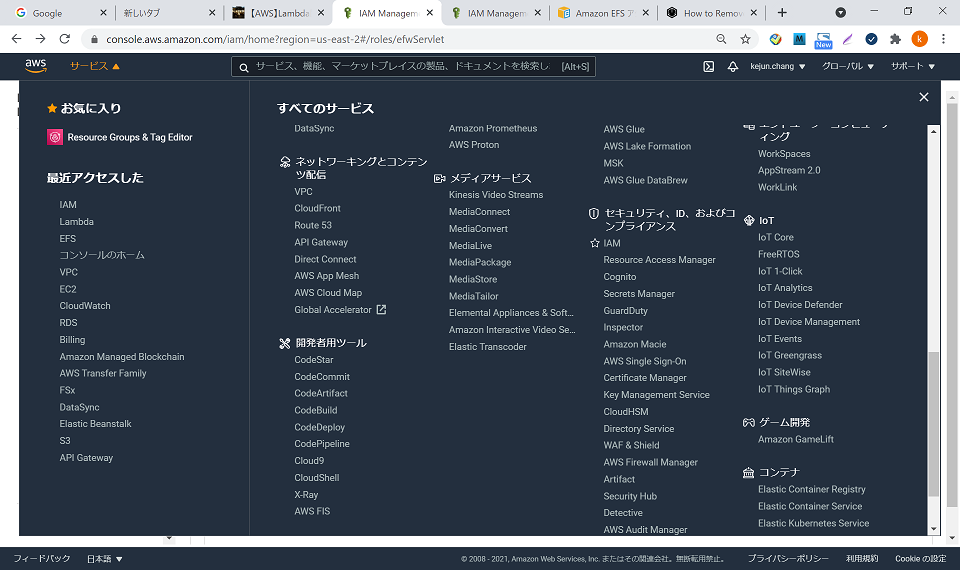 Google
新しいタブ
【AWS】Lambda
IAM Managem
IAM Managem
Amazon EFS ア
How to Remov
console.aws.amazon.com/iam/home?region=us-east-2#/roles/efwServlet
New
k
aws
サービス
サービス、機能、マーケットプレイスの製品、ドキュメントを検索し
[Alt+S]
kejun.chang
グローバル
サポート
お気に入り
Resource Groups & Tag Editor
最近アクセスした
IAM
Lambda
EFS
コンソールのホーム
VPC
EC2
CloudWatch
RDS
Billing
Amazon Managed Blockchain
AWS Transfer Family
FSx
DataSync
Elastic Beanstalk
S3
API Gateway
すべてのサービス
DataSync
ネットワーキングとコンテン
ツ配信
VPC
CloudFront
Route 53
API Gateway
Direct Connect
AWS App Mesh
AWS Cloud Map
Global Accelerator
開発者用ツール
CodeStar
CodeCommit
CodeArtifact
CodeBuild
CodeDeploy
CodePipeline
Cloud9
CloudShell
X-Ray
AWS FIS
Amazon Prometheus
AWS Proton
メディアサービス
Kinesis Video Streams
MediaConnect
MediaConvert
MediaLive
MediaPackage
MediaStore
MediaTailor
Elemental Appliances & Soft...
Amazon Interactive Video Se...
Elastic Transcoder
AWS Glue
AWS Lake Formation
MSK
AWS Glue DataBrew
セキュリティ、ID、およびコ
ンプライアンス
IAM
Resource Access Manager
Cognito
Secrets Manager
GuardDuty
Inspector
Amazon Macie
AWS Single Sign-On
Certificate Manager
Key Management Service
CloudHSM
Directory Service
WAF & Shield
AWS Firewall Manager
Artifact
Security Hub
Detective
AWS Audit Manager
エンドユーザーコンピューテ
ィング
WorkSpaces
AppStream 2.0
WorkLink
IoT
IoT Core
FreeRTOS
IoT 1-Click
IoT Analytics
IoT Device Defender
IoT Device Management
IoT Events
IoT Greengrass
IoT SiteWise
IoT Things Graph
ゲーム開発
Amazon GameLift
コンテナ
Elastic Container Registry
Elastic Container Service
Elastic Kubernetes Service
フィードバック
日本語
© 2008 - 2021, Amazon Web Services, Inc. またはその関連会社。無断転用禁止。
プライバシーポリシー
利用規約
Cookie の設定